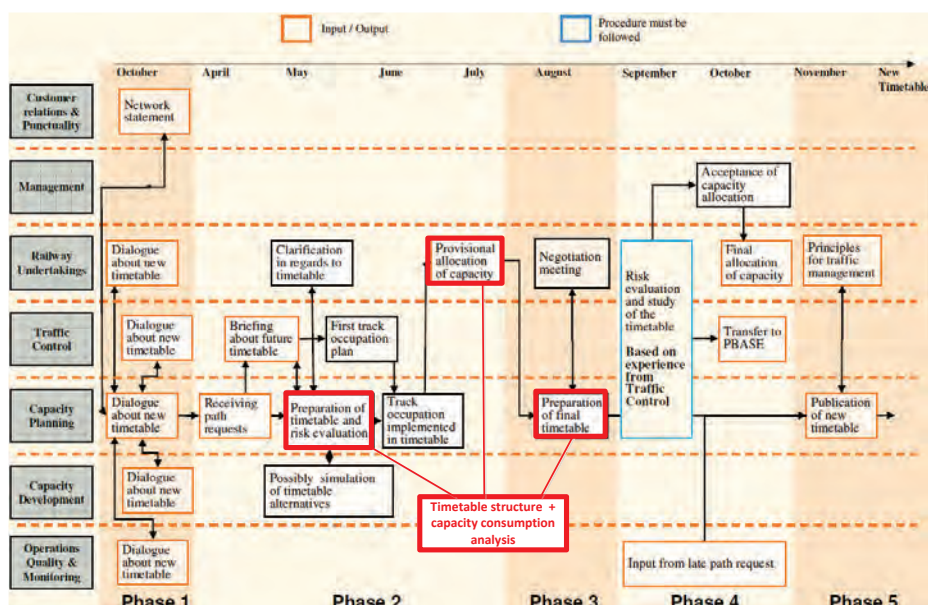 Input / Output
Procedure must be
followed
October
April
May
June
July
August
September
October
November
New
Timetable
Customer
relations &
Punctuality
Network
statement
Management
Acceptance of
capacity
allocation
Railway
Undertakings
Dialogue
about new
timetable
Clarification
in regards to
timetable
Provisional
allocation of
capacity
Negotiation
meeting
Risk
evaluation
and study
of the
timetable
Based on
experience
from
Traffic
Control
Final
allocation
of capacity
Principles
for traffic
management
Traffic
Control
Dialogue
about new
timetable
Briefing
about future
timetable
First track
occupation
plan
Transfer to
PBASE
Capacity
Planning
Dialogue
about new
timetable
Receiving
path
requests
Preparation of
timetable and
risk evaluation
Track
occupation
implemented
in timetable
Preparation
of final
timetable
Publication
of new
timetable
Capacity
Development
Dialogue
about new
timetable
Possibly simulation
of timetable
alternatives
Timetable structure +
capacity consumption
analysis
Operations
Quality &
Monitoring
Dialogue
about new
timetable
Input from late path request
Phase 1
Phase 2
Phase 3
Phase 4
Phase 5